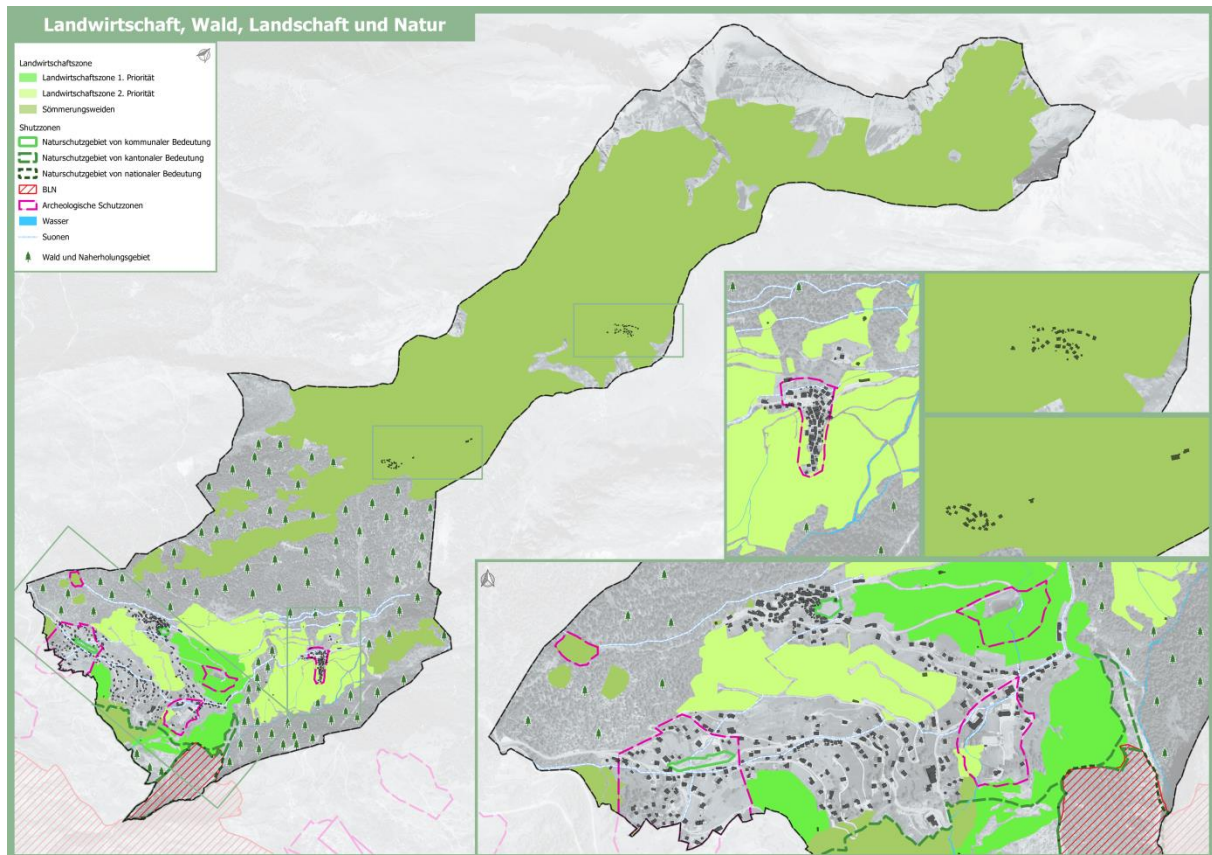 Landwirtschaft, Wald, Landschaft und Natur
Landwirtschaftszone
Landwirtschaftszone 1. Priorität
Landwirtschaftszone 2. Priorität
Sömmerungsweiden
Shutzzonen
Naturschutzgebiet von kommunaler Bedeutung
Naturschutzgebiet von kantonaler Bedeutung
Naturschutzgebiet von nationaler Bedeutung
BLN
Archeologische Schutzzonen
Wasser
Suonen
Wald und Naherholungsgebiet